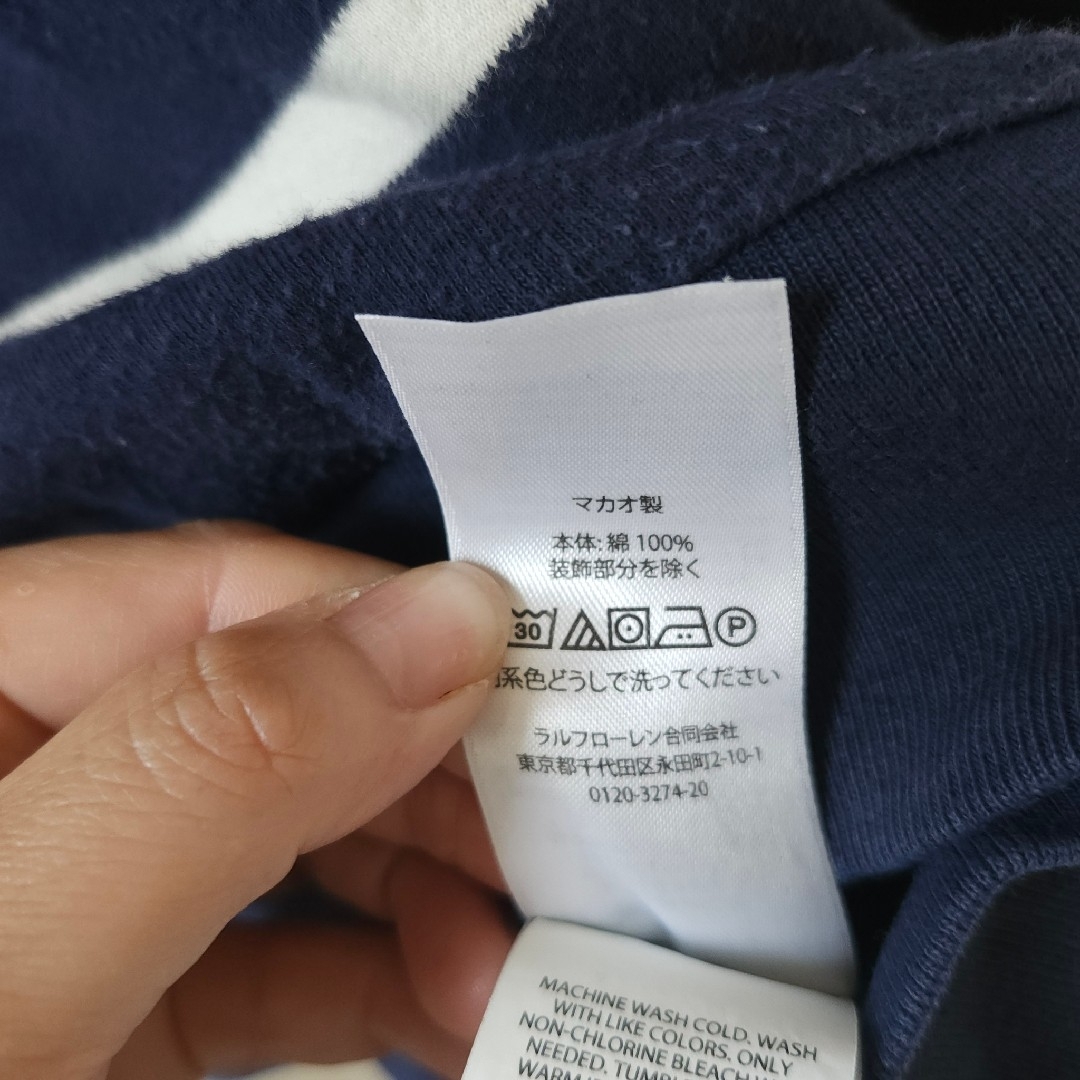 マカオ製
本体: 綿 100%
装飾部分を除く
30 P
系色どうしで洗ってください
ラルフローレン合同会社
東京都千代田区永田町2-10-1
0120-3274-20
MACHINE WASH COLD. WASH
WITH LIKE COLORS. ONLY
NON-CHLORINE BLEACH
NEEDED. TUMBLE
WARM